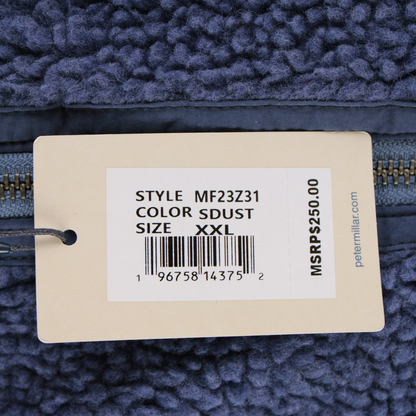 STYLE MF23Z31
COLOR SDUST
SIZE XXL
1 96758 14375 2
MSRP$250.00
petermillar.com